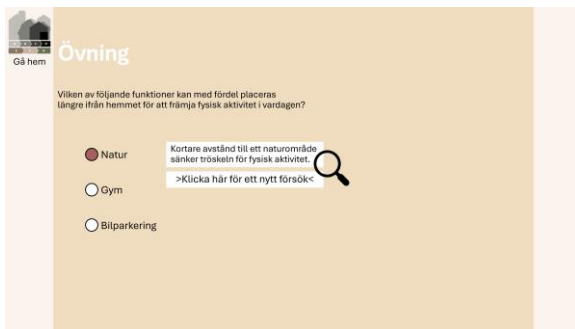 Gå hem
Övning
Vilken av följande funktioner kan med fördel placeras
längre ifrån hemmet för att främja fysisk aktivitet i vardagen?
Natur
Kortare avstånd till ett naturområde
sänker tröskeln för fysisk aktivitet.
>Klicka här för ett nytt försök<
Gym
Bilparkering